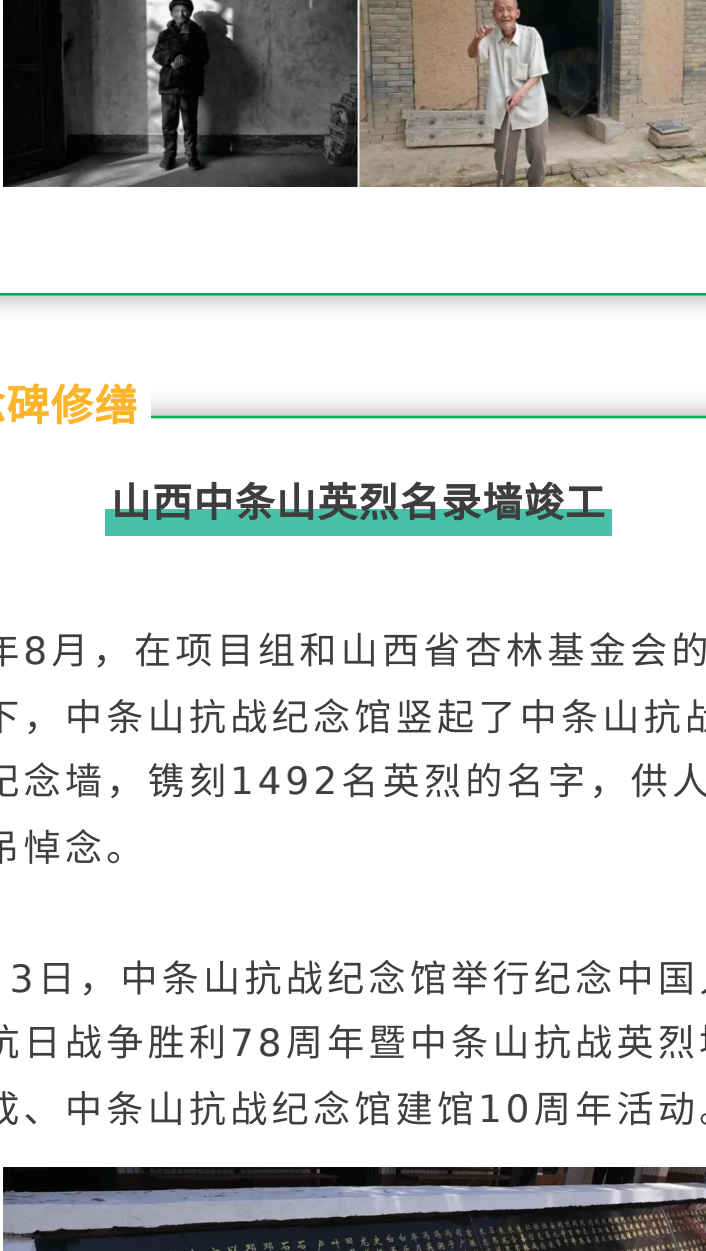 碑修缮
山西中条山英烈名录墙竣工
年8月，在项目组和山西省杏林基金会的
下，中条山抗战纪念馆竖起了中条山抗战
纪念墙，镌刻1492名英烈的名字，供人
吊悼念。
3日，中条山抗战纪念馆举行纪念中国
抗日战争胜利78周年暨中条山抗战英烈墙
成、中条山抗战纪念馆建馆10周年活动。